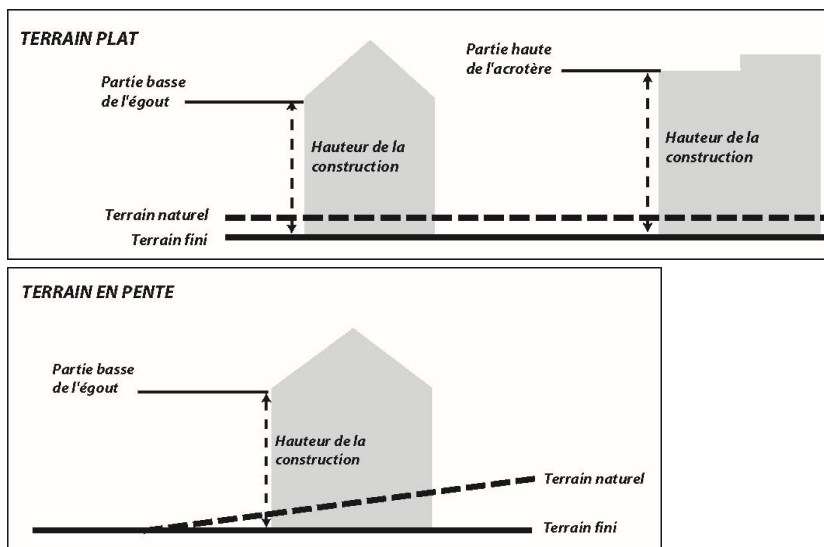 TERRAIN PLAT
Partie basse
de l'égout
Hauteur de la
construction
Partie haute
de l'acrotère
Hauteur de la
construction
Terrain naturel
Terrain fini
TERRAIN EN PENTE
Partie basse
de l'égout
Hauteur de la
construction
Terrain naturel
Terrain fini